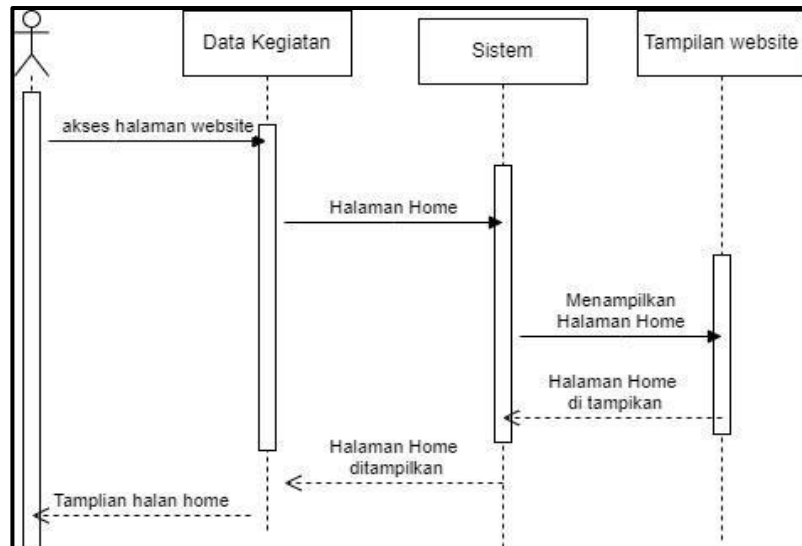 Data Kegiatan
Sistem
Tampilan website
akses halaman website
Halaman Home
Menampilkan
Halaman Home
Halaman Home
di tampikan
Halaman Home
ditampilkan
Tamplian halan home